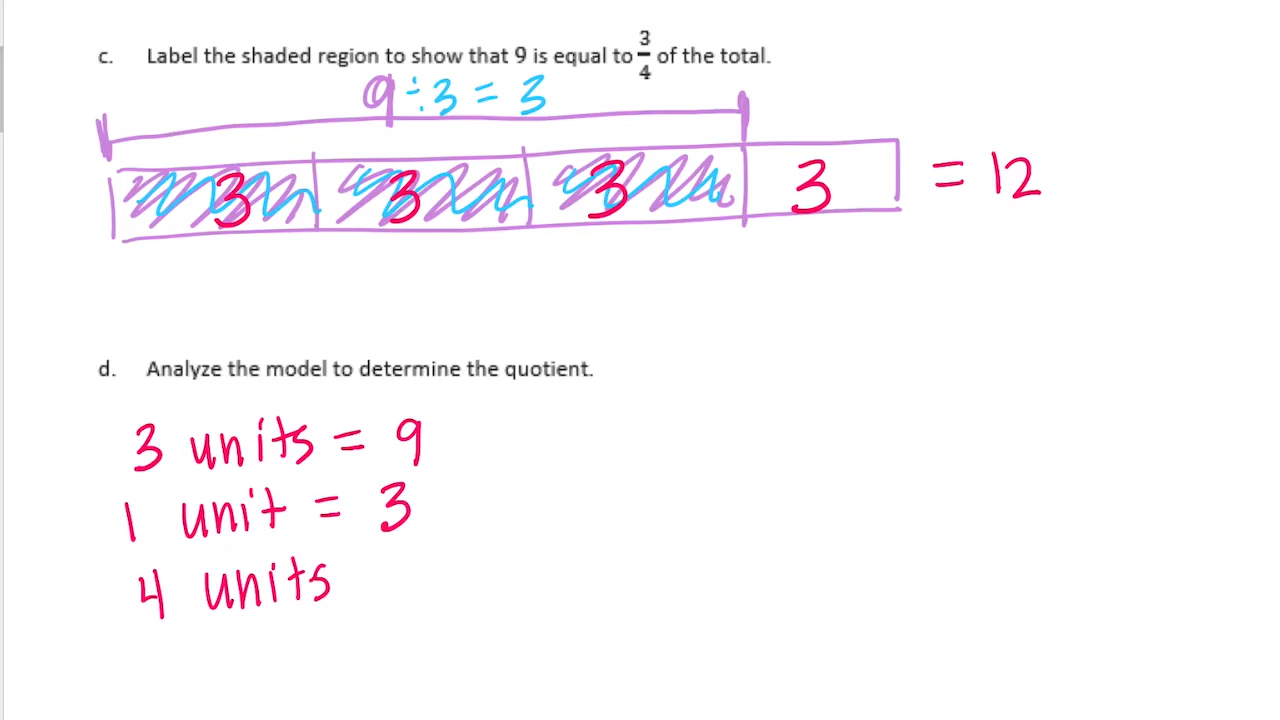 c. Label the shaded region to show that 9 is equal to 3/4 of the total.
9 ÷ 3 = 3
3 3 3 3 = 12
d. Analyze the model to determine the quotient.
3 units = 9
1 unit = 3
4 units